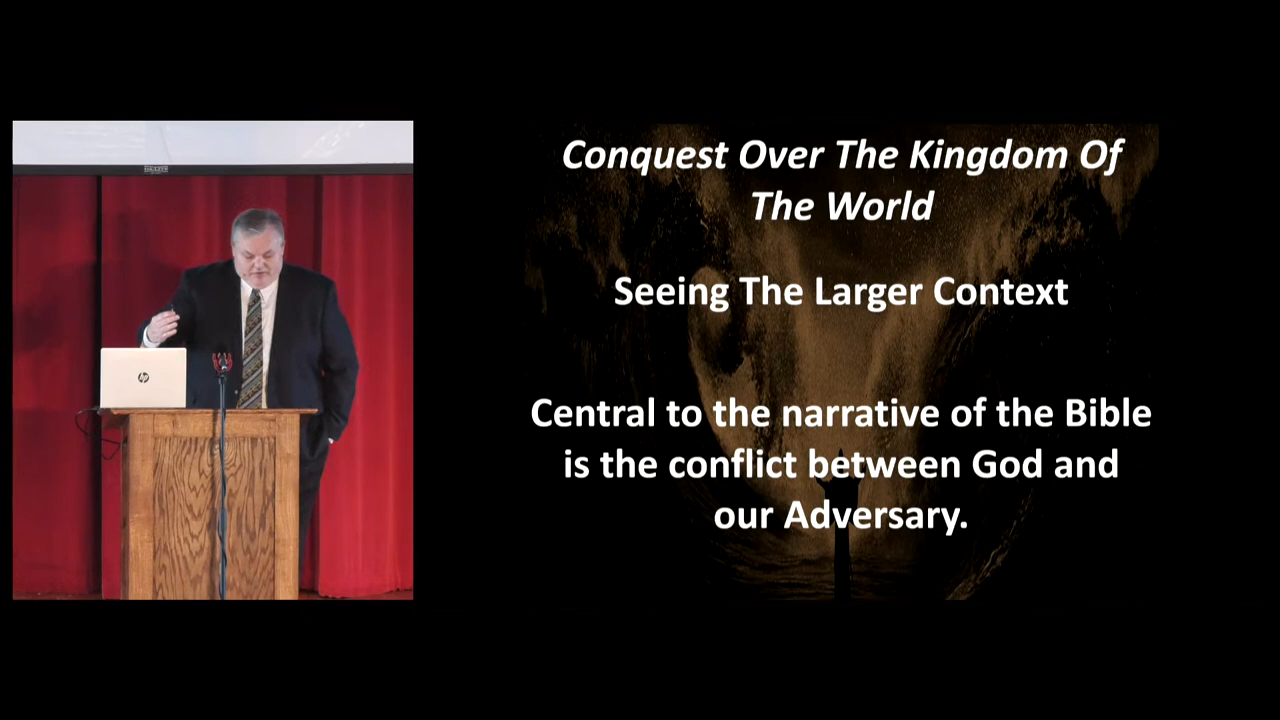 Conquest Over The Kingdom Of
The World
Seeing The Larger Context
Central to the narrative of the Bible
is the conflict between God and
our Adversary.
hp